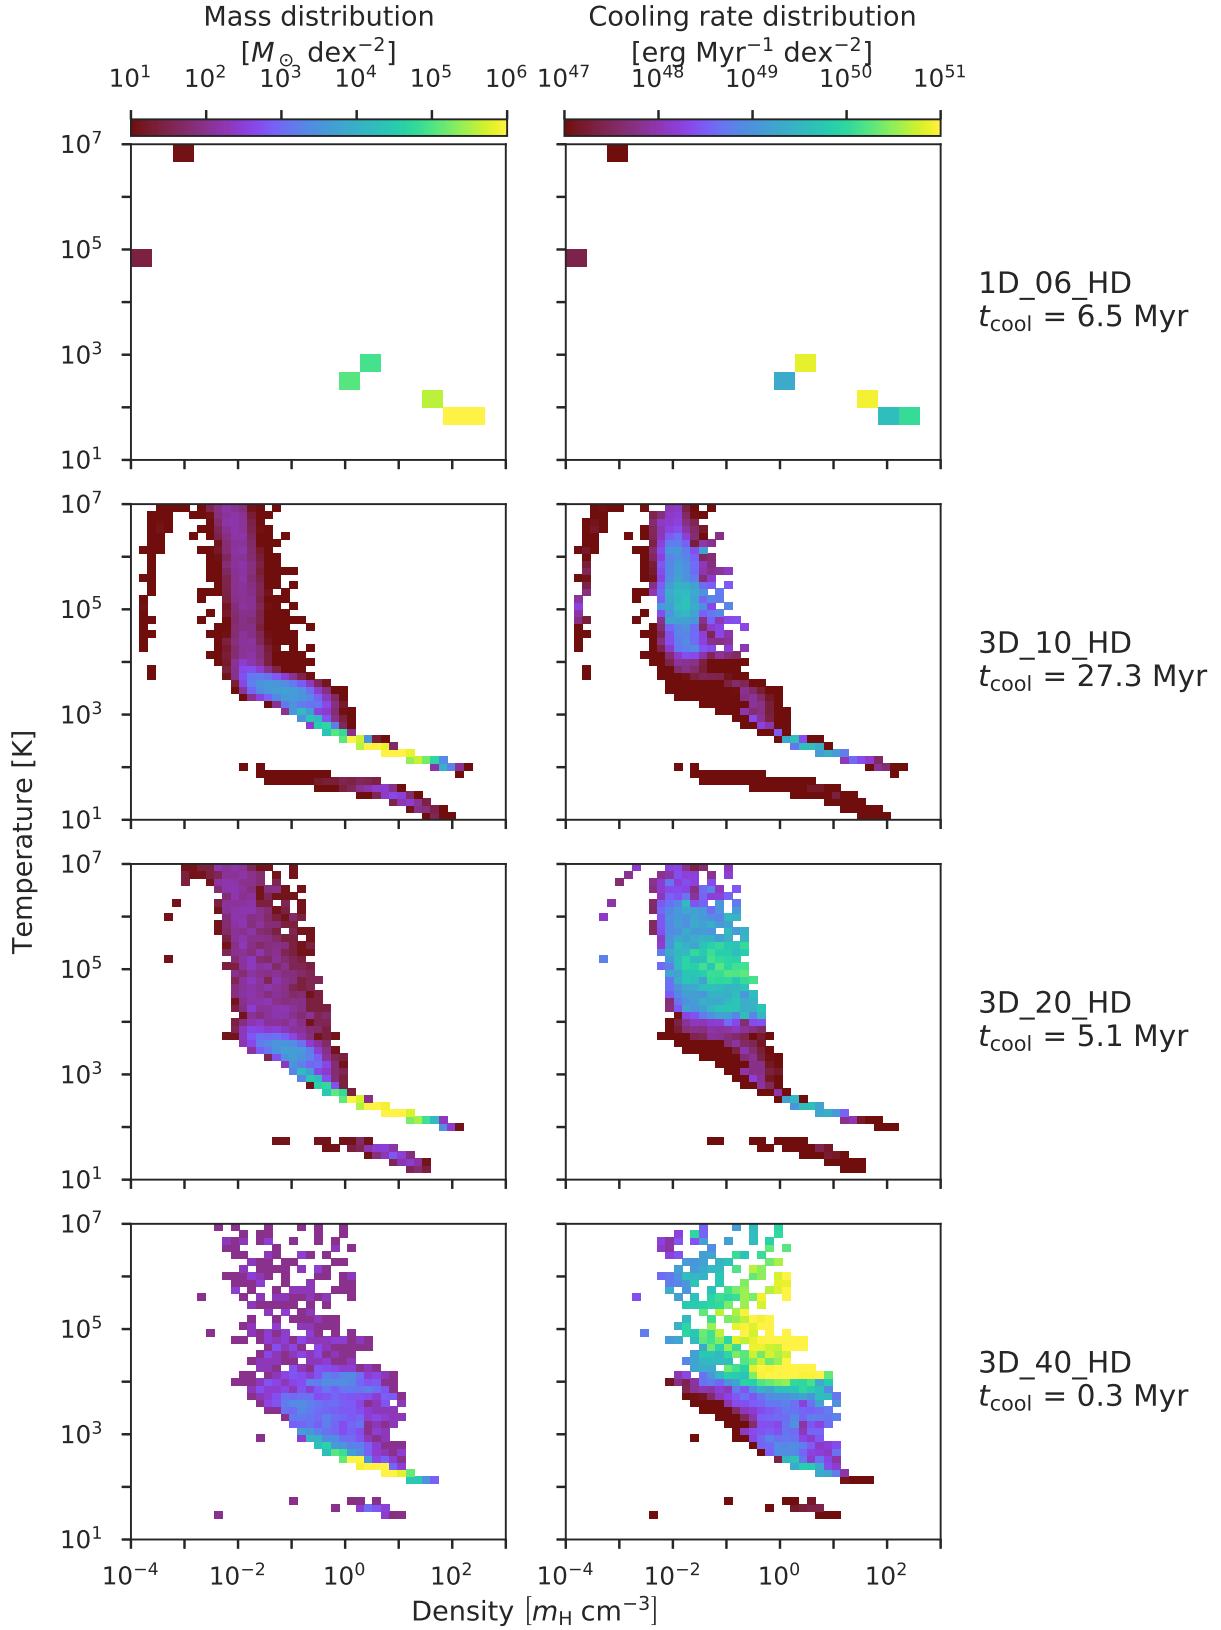 Mass distribution
[M⊙ dex⁻²]
10¹ 10² 10³ 10⁴ 10⁵ 10⁶
Cooling rate distribution
[erg Myr⁻¹ dex⁻²]
10⁴⁷ 10⁴⁸ 10⁴⁹ 10⁵⁰ 10⁵¹
10⁷
10⁵
10³
10¹
1D_06_HD
t_cool = 6.5 Myr
10⁷
10⁵
10³
10¹
3D_10_HD
t_cool = 27.3 Myr
Temperature [K]
10⁷
10⁵
10³
10¹
3D_20_HD
t_cool = 5.1 Myr
10⁷
10⁵
10³
10¹
3D_40_HD
t_cool = 0.3 Myr
10⁻⁴ 10⁻² 10⁰ 10² 10⁻⁴ 10⁻² 10⁰ 10²
Density [m_H cm⁻³]